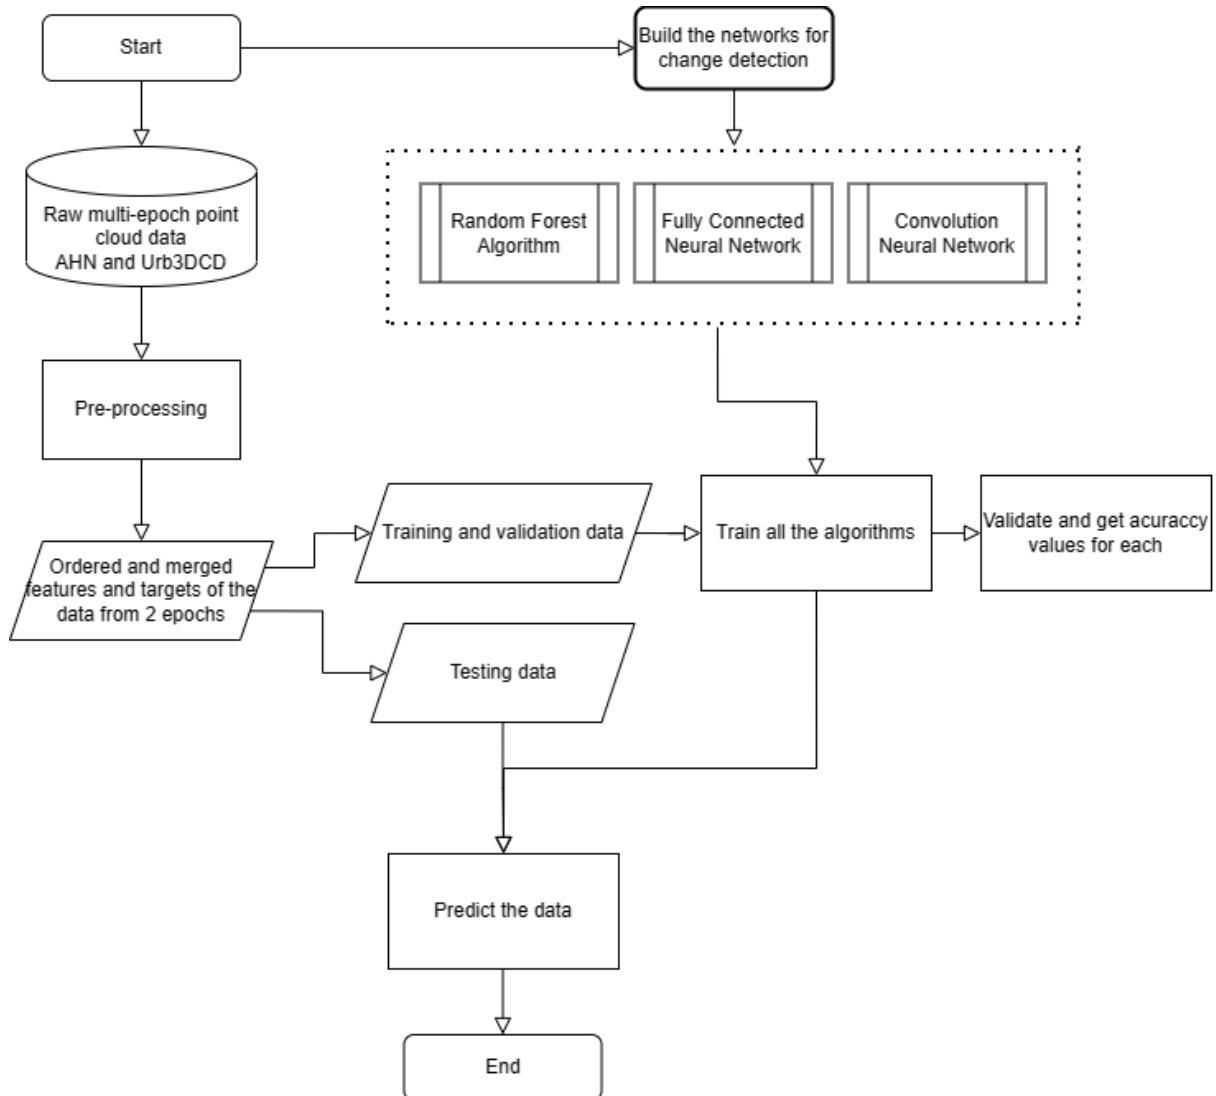 Start
Build the networks for
change detection
Raw multi-epoch point
cloud data
AHN and Urb3DCD
Random Forest
Algorithm
Fully Connected
Neural Network
Convolution
Neural Network
Pre-processing
Training and validation data
Train all the algorithms
Validate and get acuraccy
values for each
Ordered and merged
features and targets of the
data from 2 epochs
Testing data
Predict the data
End